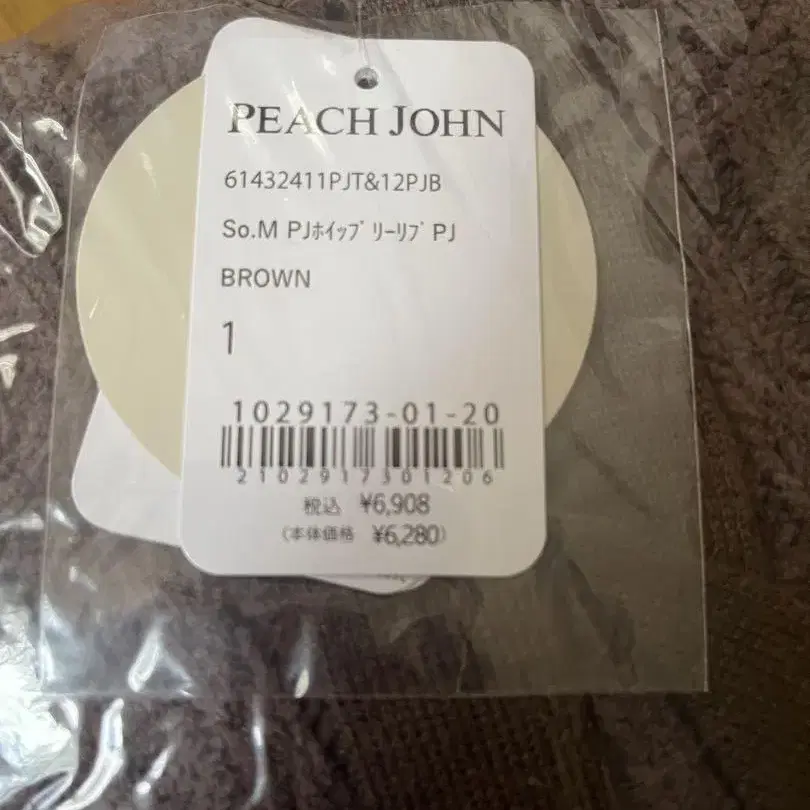 PEACH JOHN
61432411PJT&12PJB
So.M PJﾎｲｯﾌﾟﾘｰﾘﾌﾞPJ
BROWN
1
1029173-01-20
2102917301206
税込 ¥6,908
(本体価格 ¥6,280)